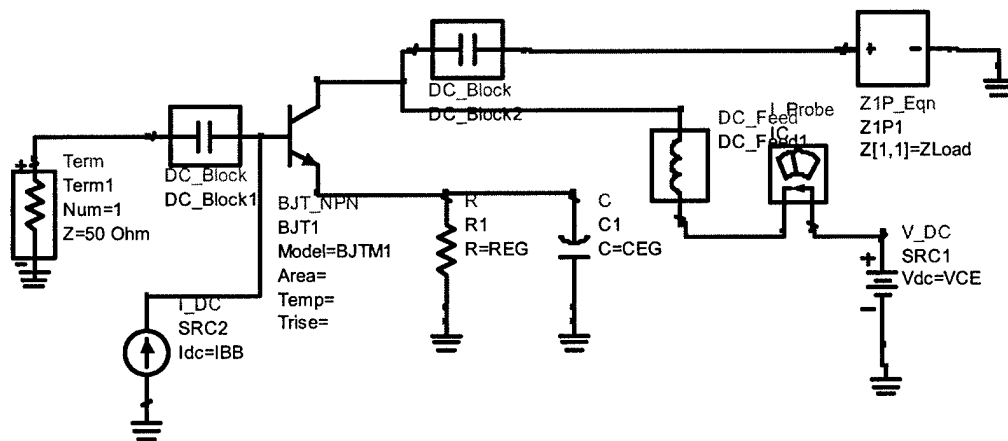 DC_Block
DC_Block2
+ -
Z1P_Eqn
Z1P1
Z[1,1]=ZLoad
DC_Feed
DC_Feed1
I_Probe
IC
DC_Block
DC_Block1
+
Term
Term1
Num=1
Z=50 Ohm
-
BJT_NPN
BJT1
Model=BJTM1
Area=
Temp=
Trise=
R
R1
R=REG
C
C1
C=CEG
+
-
V_DC
SRC1
Vdc=VCE
I_DC
SRC2
Idc=IBB